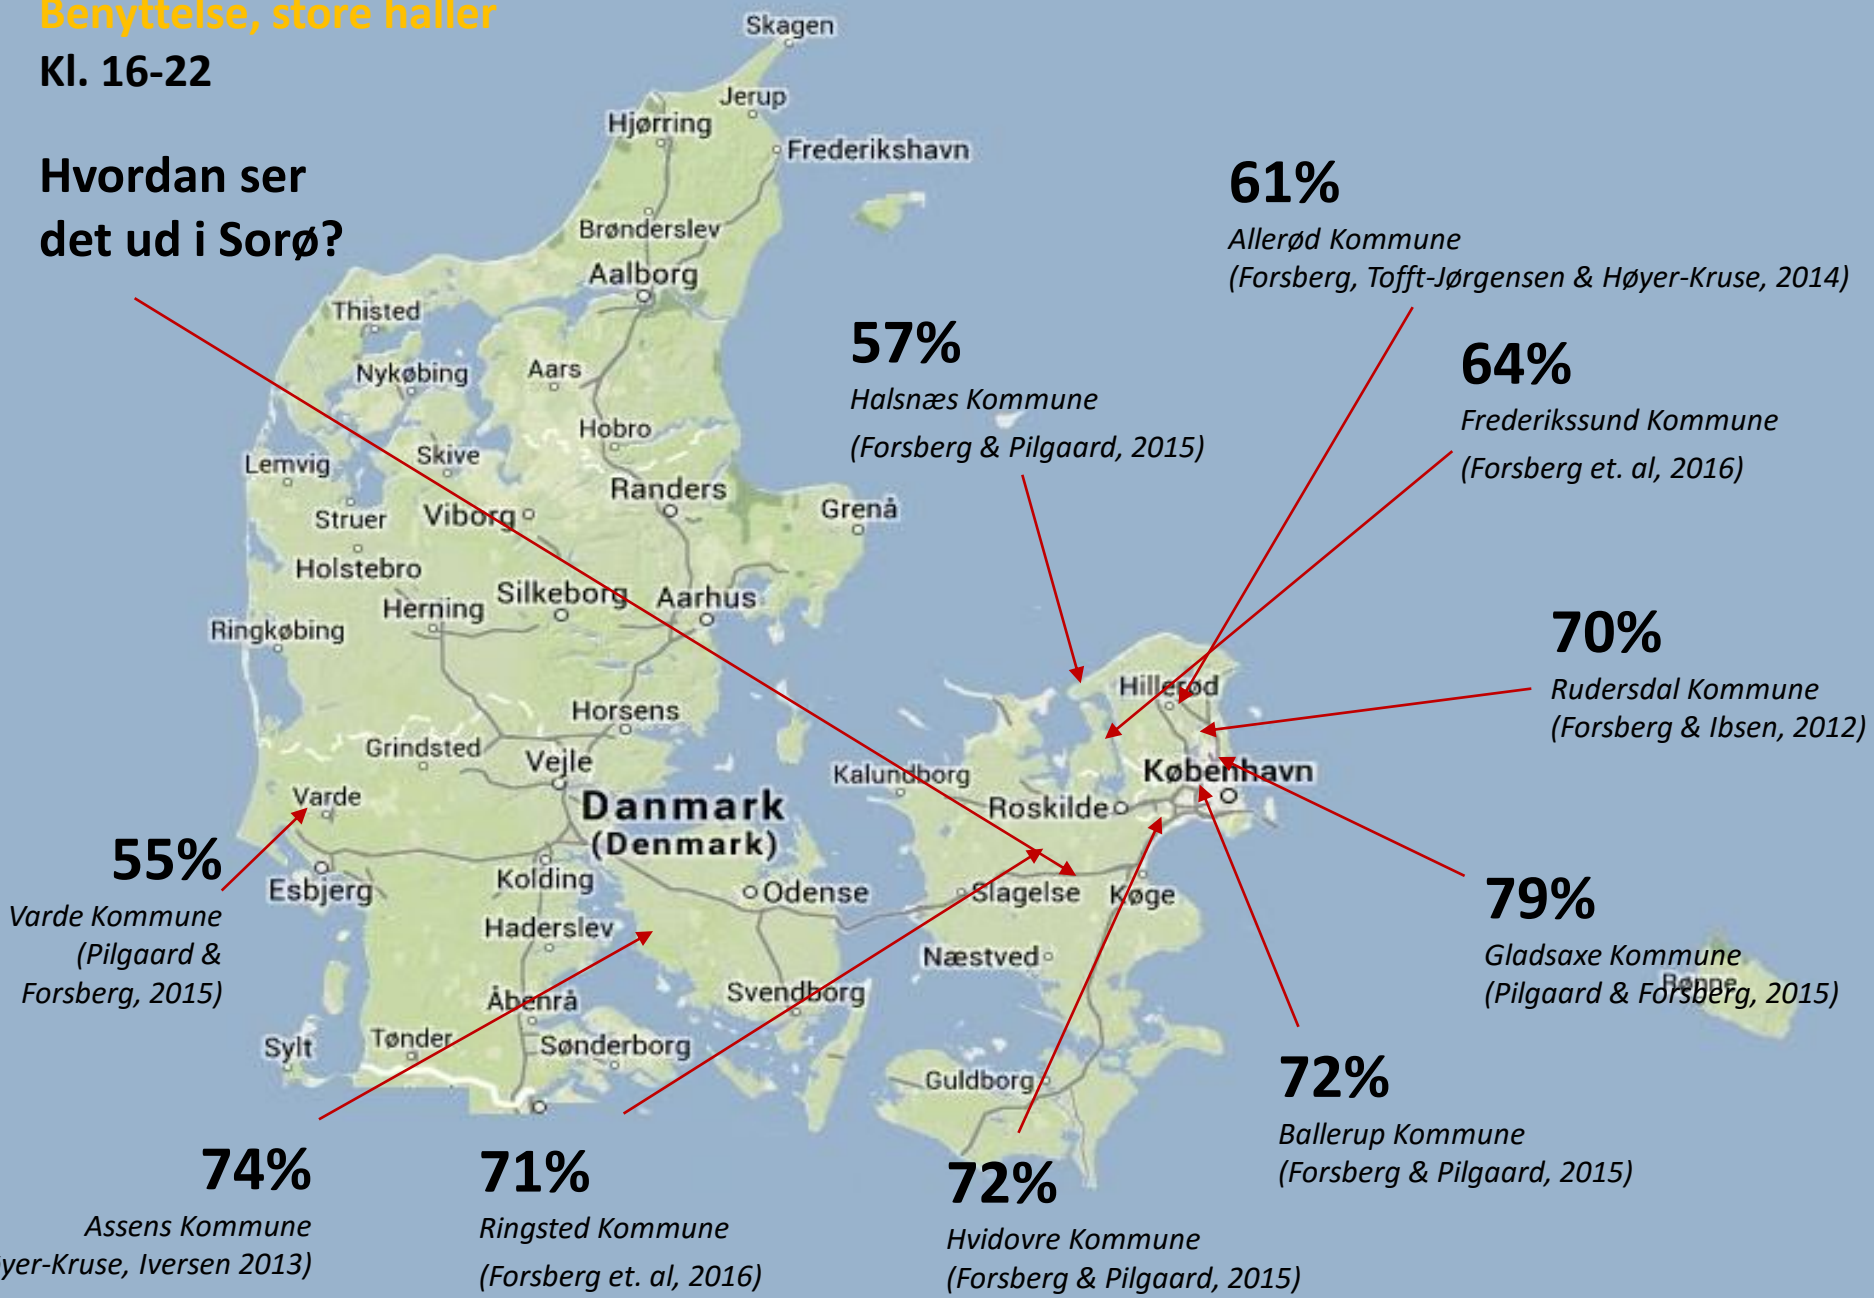 Benyttelse, store haller
Kl. 16-22
Hvordan ser
det ud i Sorø?
Skagen
Jerup
Hjørring
Frederikshavn
Brønderslev
Aalborg
Thisted
Nykøbing
Aars
Hobro
Lemvig
Skive
Randers
Struer
Viborg
Grenå
Holstebro
Herning
Silkeborg
Aarhus
Ringkøbing
Horsens
Grindsted
Vejle
Varde
Danmark
(Denmark)
Esbjerg
Kolding
Odense
Haderslev
Svendborg
Åbenrå
Sylt
Tønder
Sønderborg
Hillerød
København
Kalundborg
Roskilde
Slagelse
Køge
Næstved
Guldborg
Rønne
61%
Allerød Kommune
(Forsberg, Tofft-Jørgensen & Høyer-Kruse, 2014)
57%
Halsnæs Kommune
(Forsberg & Pilgaard, 2015)
64%
Frederikssund Kommune
(Forsberg et. al, 2016)
70%
Rudersdal Kommune
(Forsberg & Ibsen, 2012)
79%
Gladsaxe Kommune
(Pilgaard & Forsberg, 2015)
55%
Varde Kommune
(Pilgaard &
Forsberg, 2015)
72%
Ballerup Kommune
(Forsberg & Pilgaard, 2015)
74%
Assens Kommune
yer-Kruse, Iversen 2013)
71%
Ringsted Kommune
(Forsberg et. al, 2016)
72%
Hvidovre Kommune
(Forsberg & Pilgaard, 2015)